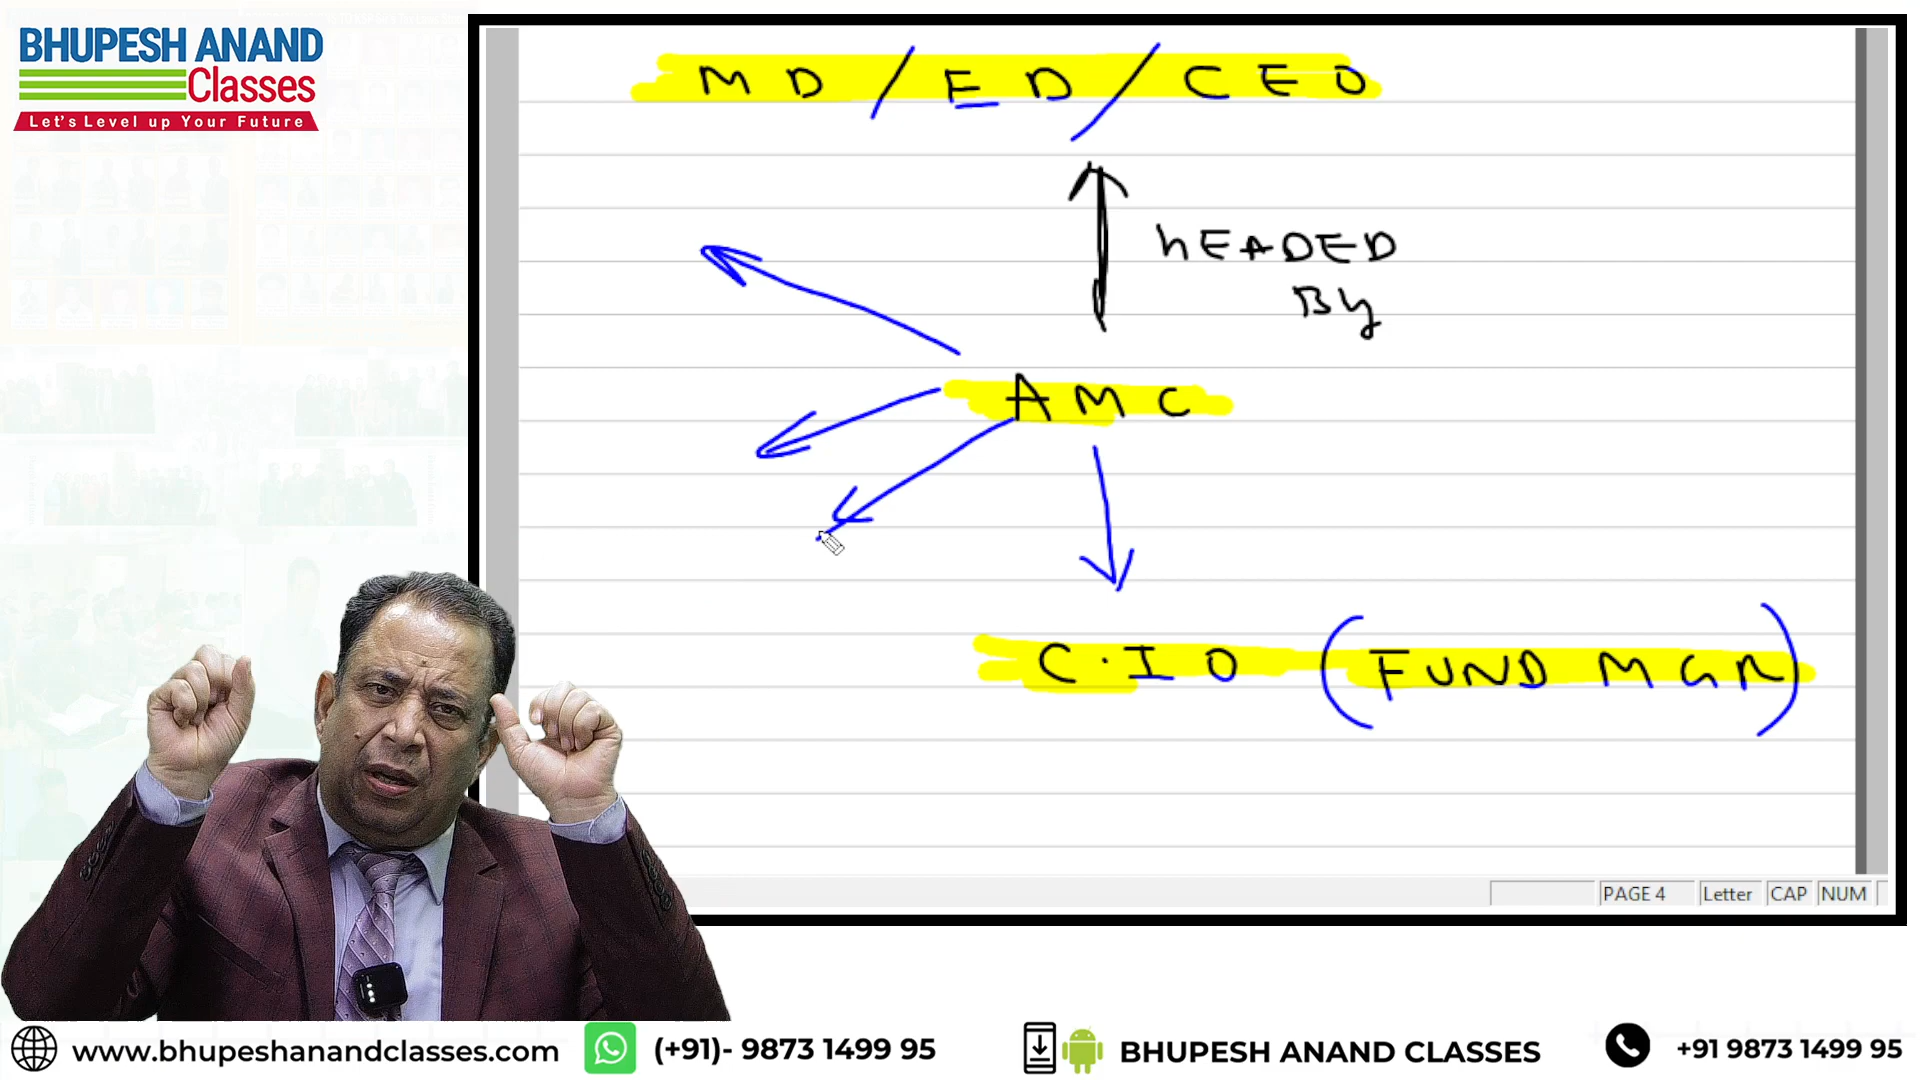 BHUPESH ANAND
Classes
Let's Level up Your Future
MD/ED/CEO
hEADED
By
AMC
C.IO (FUND MGR)
PAGE 4 Letter CAP NUM
www.bhupeshanandclasses.com (+91)- 9873 1499 95 BHUPESH ANAND CLASSES +91 9873 1499 95